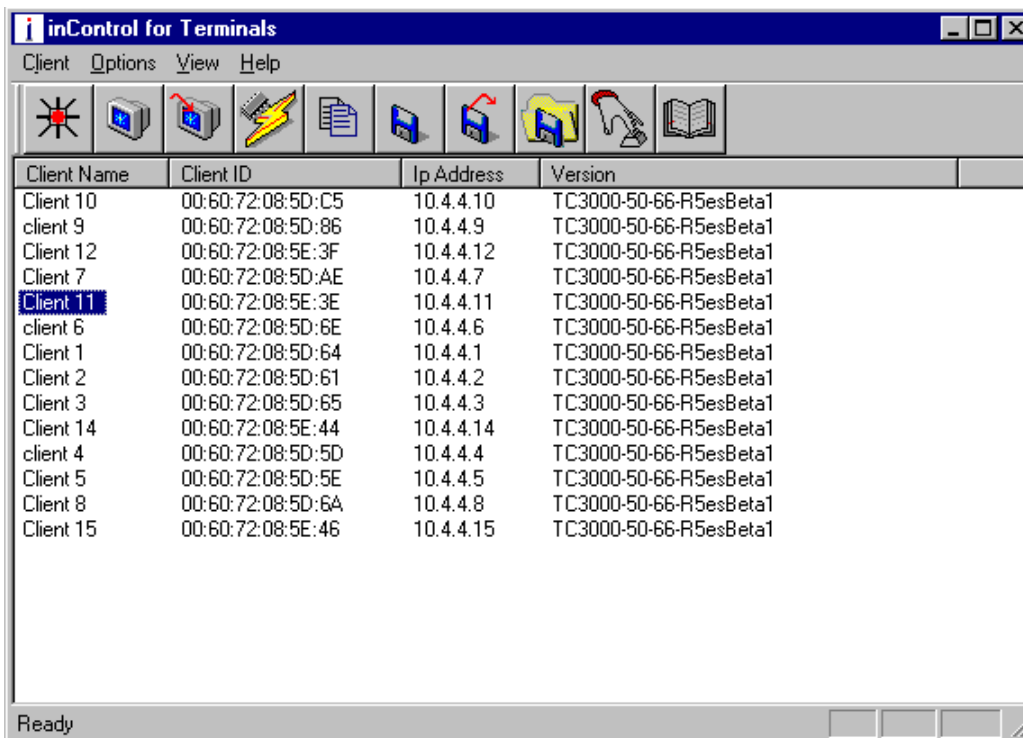 inControl for Terminals
Client Options View Help
Client Name Client ID Ip Address Version
Client 10 00:60:72:08:5D:C5 10.4.4.10 TC3000-50-66-R5esBeta1
client 9 00:60:72:08:5D:86 10.4.4.9 TC3000-50-66-R5esBeta1
Client 12 00:60:72:08:5E:3F 10.4.4.12 TC3000-50-66-R5esBeta1
Client 7 00:60:72:08:5D:AE 10.4.4.7 TC3000-50-66-R5esBeta1
Client 11 00:60:72:08:5E:3E 10.4.4.11 TC3000-50-66-R5esBeta1
client 6 00:60:72:08:5D:6E 10.4.4.6 TC3000-50-66-R5esBeta1
Client 1 00:60:72:08:5D:64 10.4.4.1 TC3000-50-66-R5esBeta1
Client 2 00:60:72:08:5D:61 10.4.4.2 TC3000-50-66-R5esBeta1
Client 3 00:60:72:08:5D:65 10.4.4.3 TC3000-50-66-R5esBeta1
Client 14 00:60:72:08:5E:44 10.4.4.14 TC3000-50-66-R5esBeta1
client 4 00:60:72:08:5D:5D 10.4.4.4 TC3000-50-66-R5esBeta1
Client 5 00:60:72:08:5D:5E 10.4.4.5 TC3000-50-66-R5esBeta1
Client 8 00:60:72:08:5D:6A 10.4.4.8 TC3000-50-66-R5esBeta1
Client 15 00:60:72:08:5E:46 10.4.4.15 TC3000-50-66-R5esBeta1
Ready